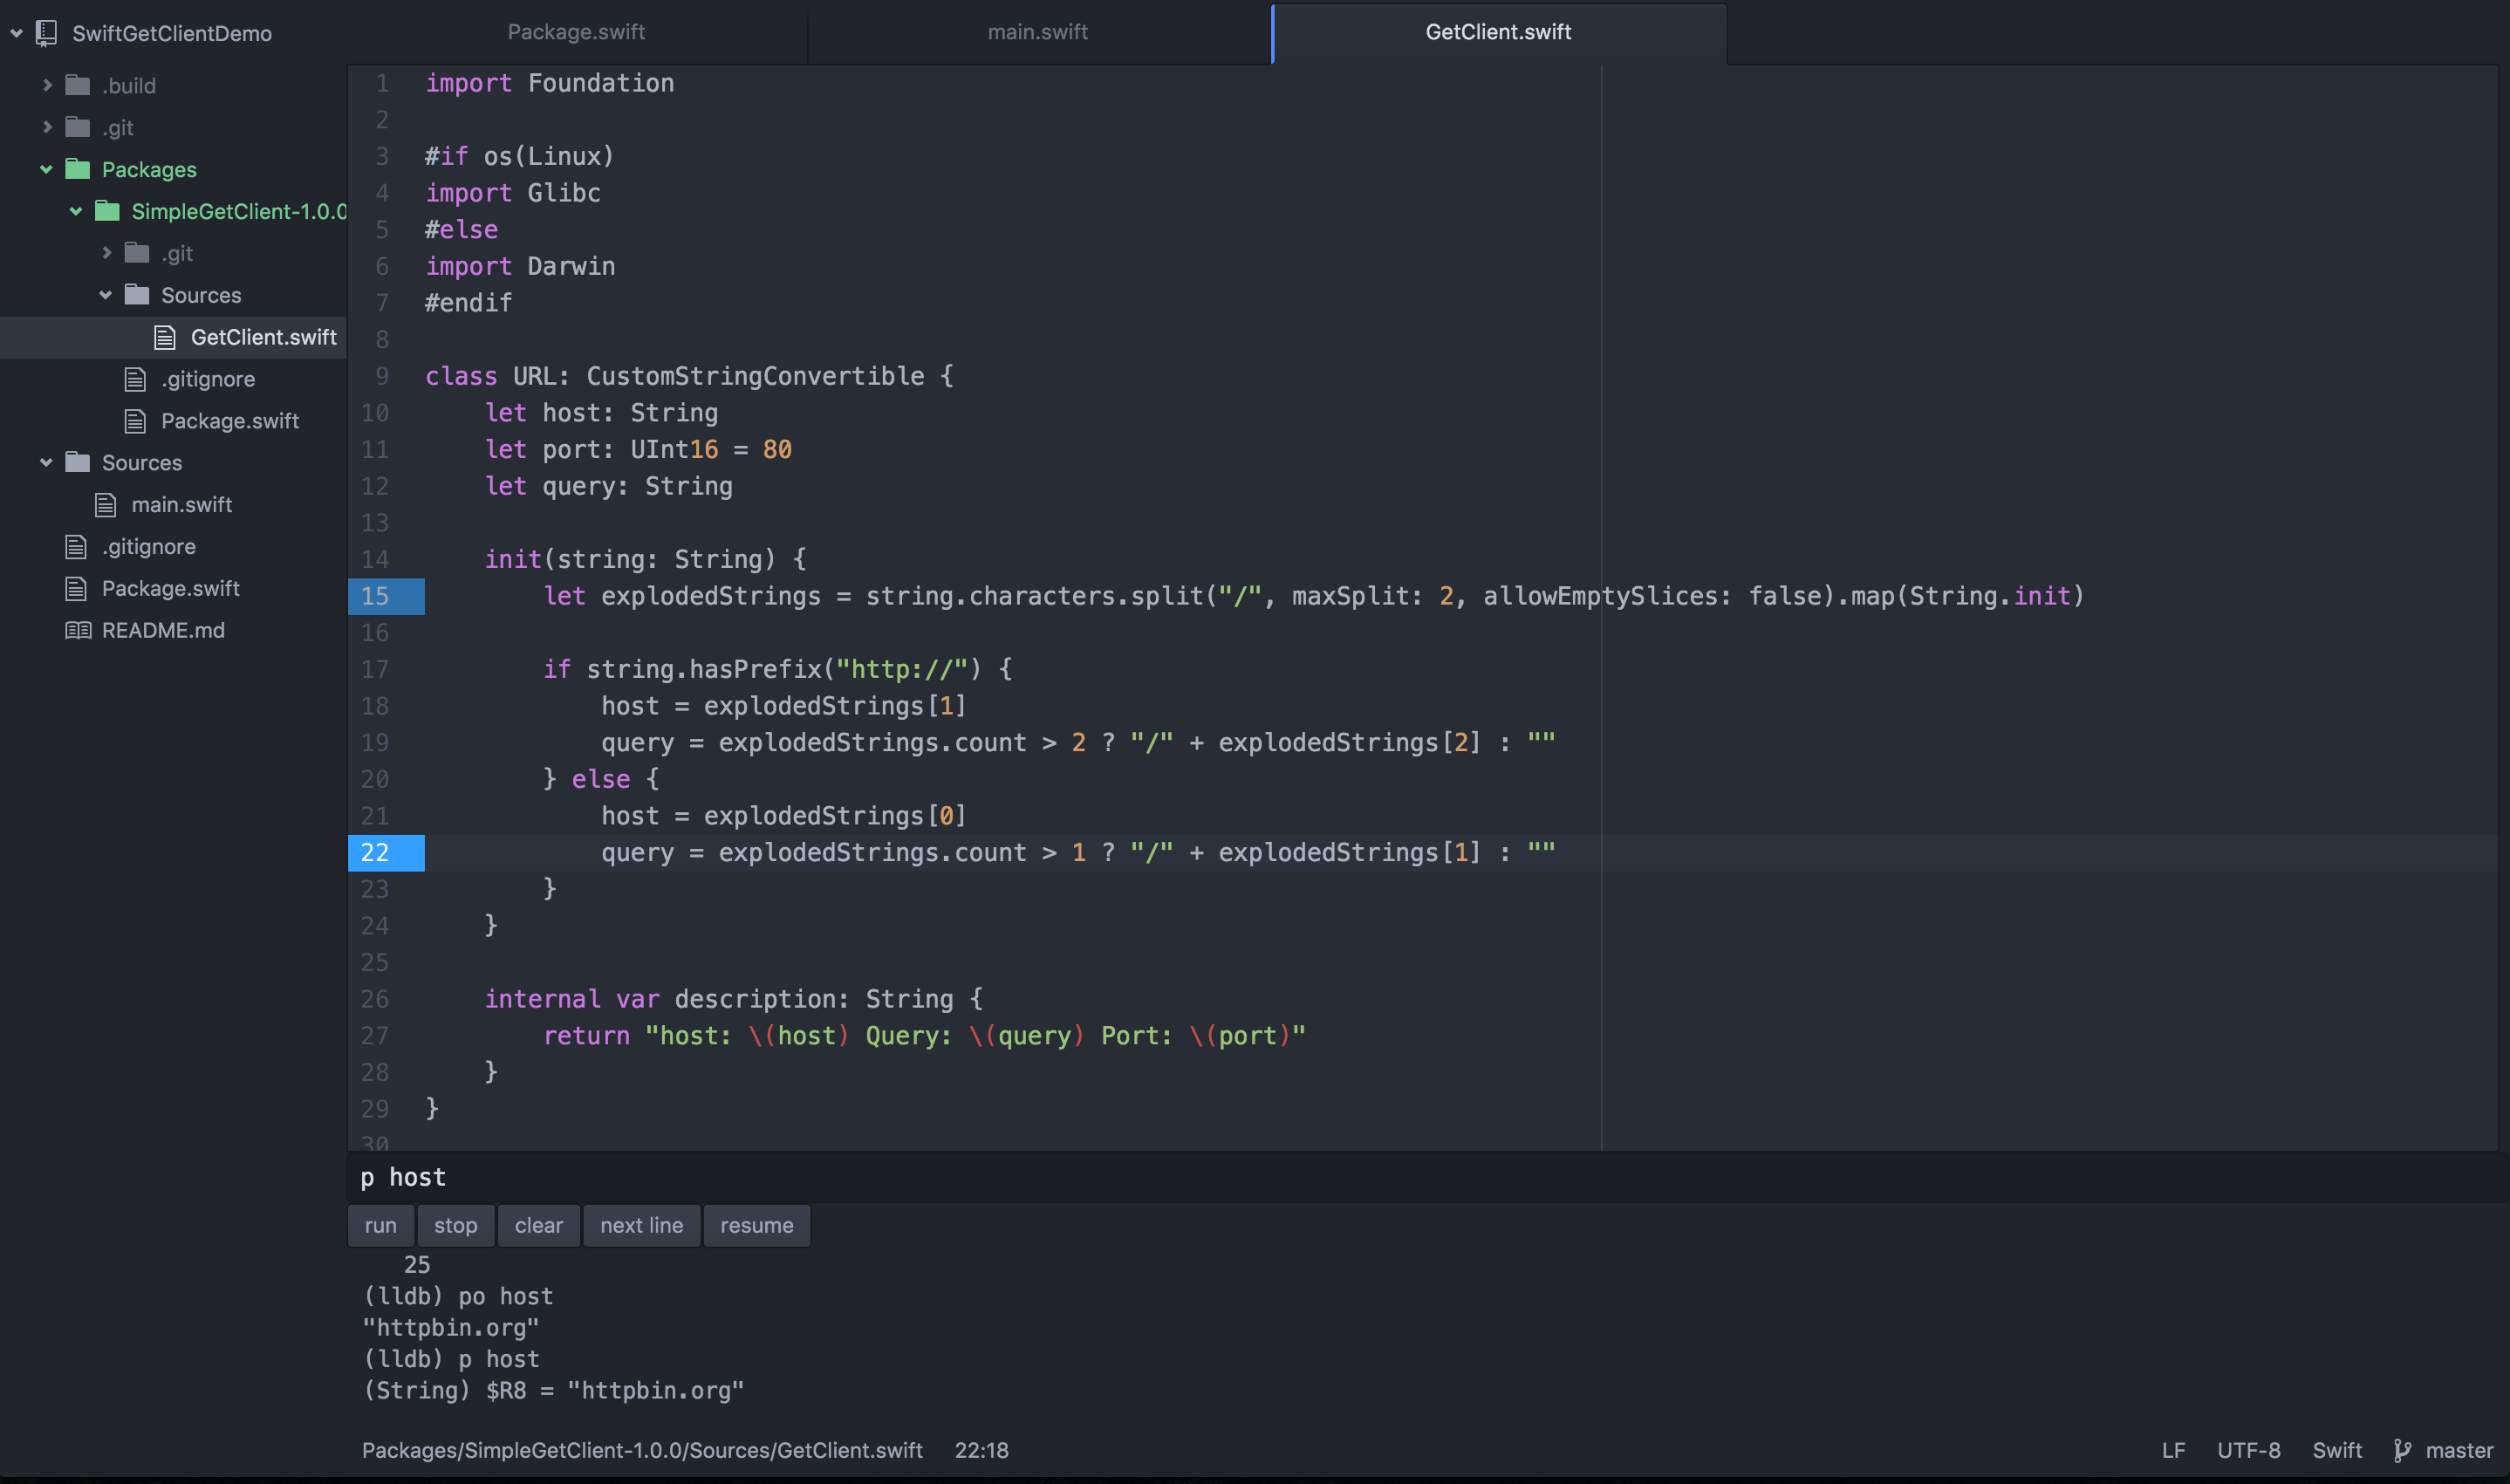 SwiftGetClientDemo
.build
.git
Packages
SimpleGetClient-1.0.0
.git
Sources
GetClient.swift
.gitignore
Package.swift
Sources
main.swift
.gitignore
Package.swift
README.md
Package.swift
main.swift
GetClient.swift
1 import Foundation
2
3 #if os(Linux)
4 import Glibc
5 #else
6 import Darwin
7 #endif
8
9 class URL: CustomStringConvertible {
10     let host: String
11     let port: UInt16 = 80
12     let query: String
13
14     init(string: String) {
15         let explodedStrings = string.characters.split("/", maxSplit: 2, allowEmptySlices: false).map(String.init)
16
17         if string.hasPrefix("http://") {
18             host = explodedStrings[1]
19             query = explodedStrings.count > 2 ? "/" + explodedStrings[2] : ""
20         } else {
21             host = explodedStrings[0]
22             query = explodedStrings.count > 1 ? "/" + explodedStrings[1] : ""
23         }
24     }
25
26     internal var description: String {
27         return "host: \(host) Query: \(query) Port: \(port)"
28     }
29 }
30
p host
run stop clear next line resume
25
(lldb) po host
"httpbin.org"
(lldb) p host
(String) $R8 = "httpbin.org"
Packages/SimpleGetClient-1.0.0/Sources/GetClient.swift 22:18 LF UTF-8 Swift master